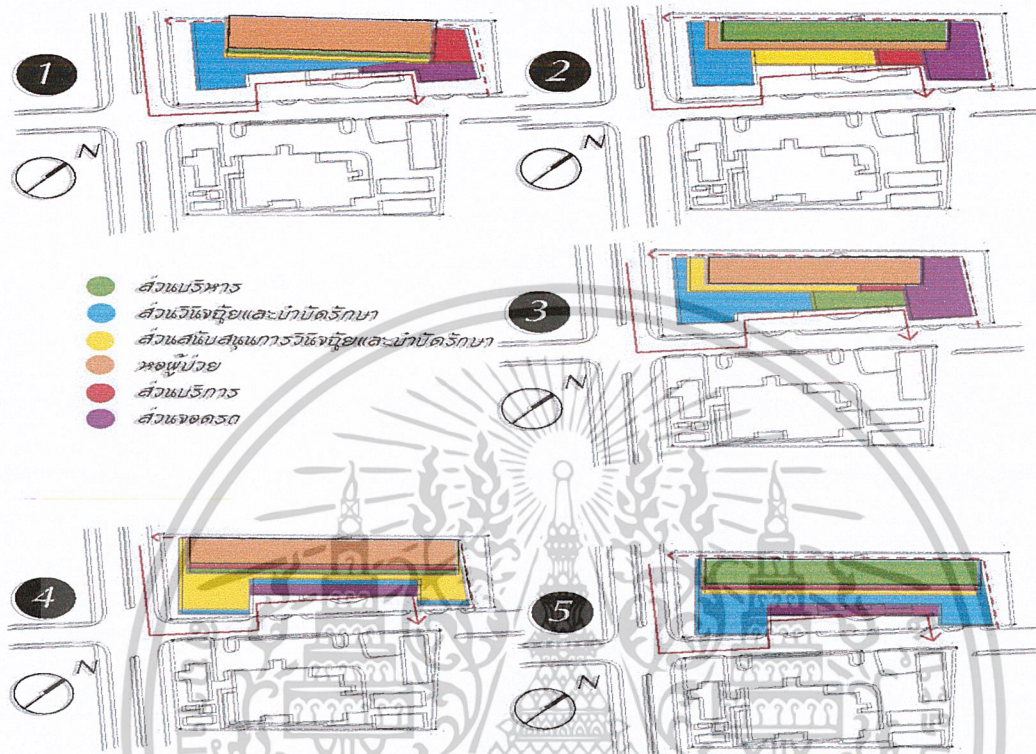 1
N
2
N
ส่วนบริหาร
ส่วนวินิจฉัยและบำบัดรักษา
ส่วนสนับสนุนการวินิจฉัยและบำบัดรักษา
หอผู้ป่วย
ส่วนบริการ
ส่วนจอดรถ
3
N
4
N
5
N